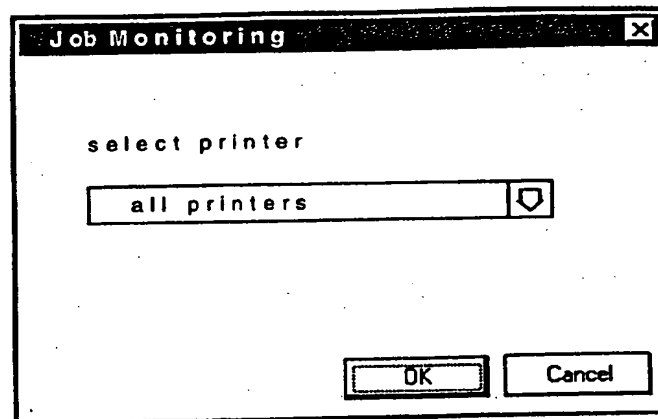 Job Monitoring
select printer
all printers
OK
Cancel